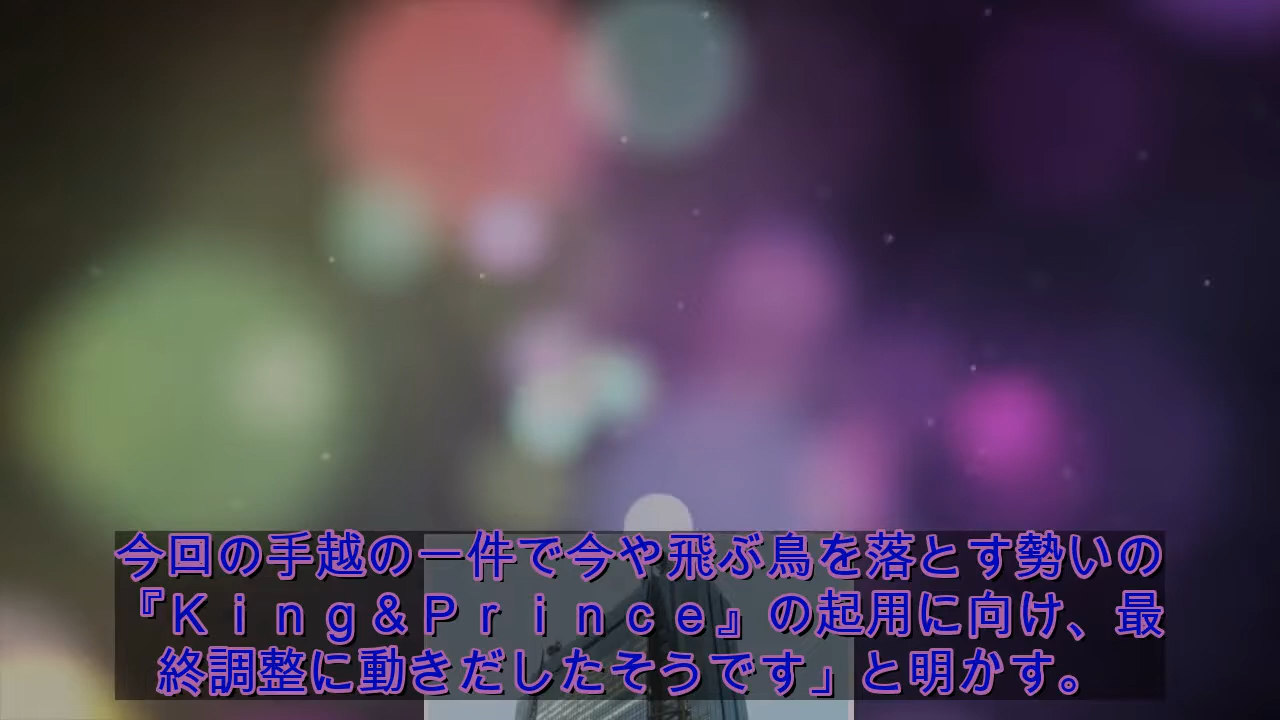 今回の手越の一件で今や飛ぶ鳥を落とす勢いの
『Ｋｉｎｇ＆Ｐｒｉｎｃｅ』の起用に向け、最
終調整に動きだしたそうです」と明かす。